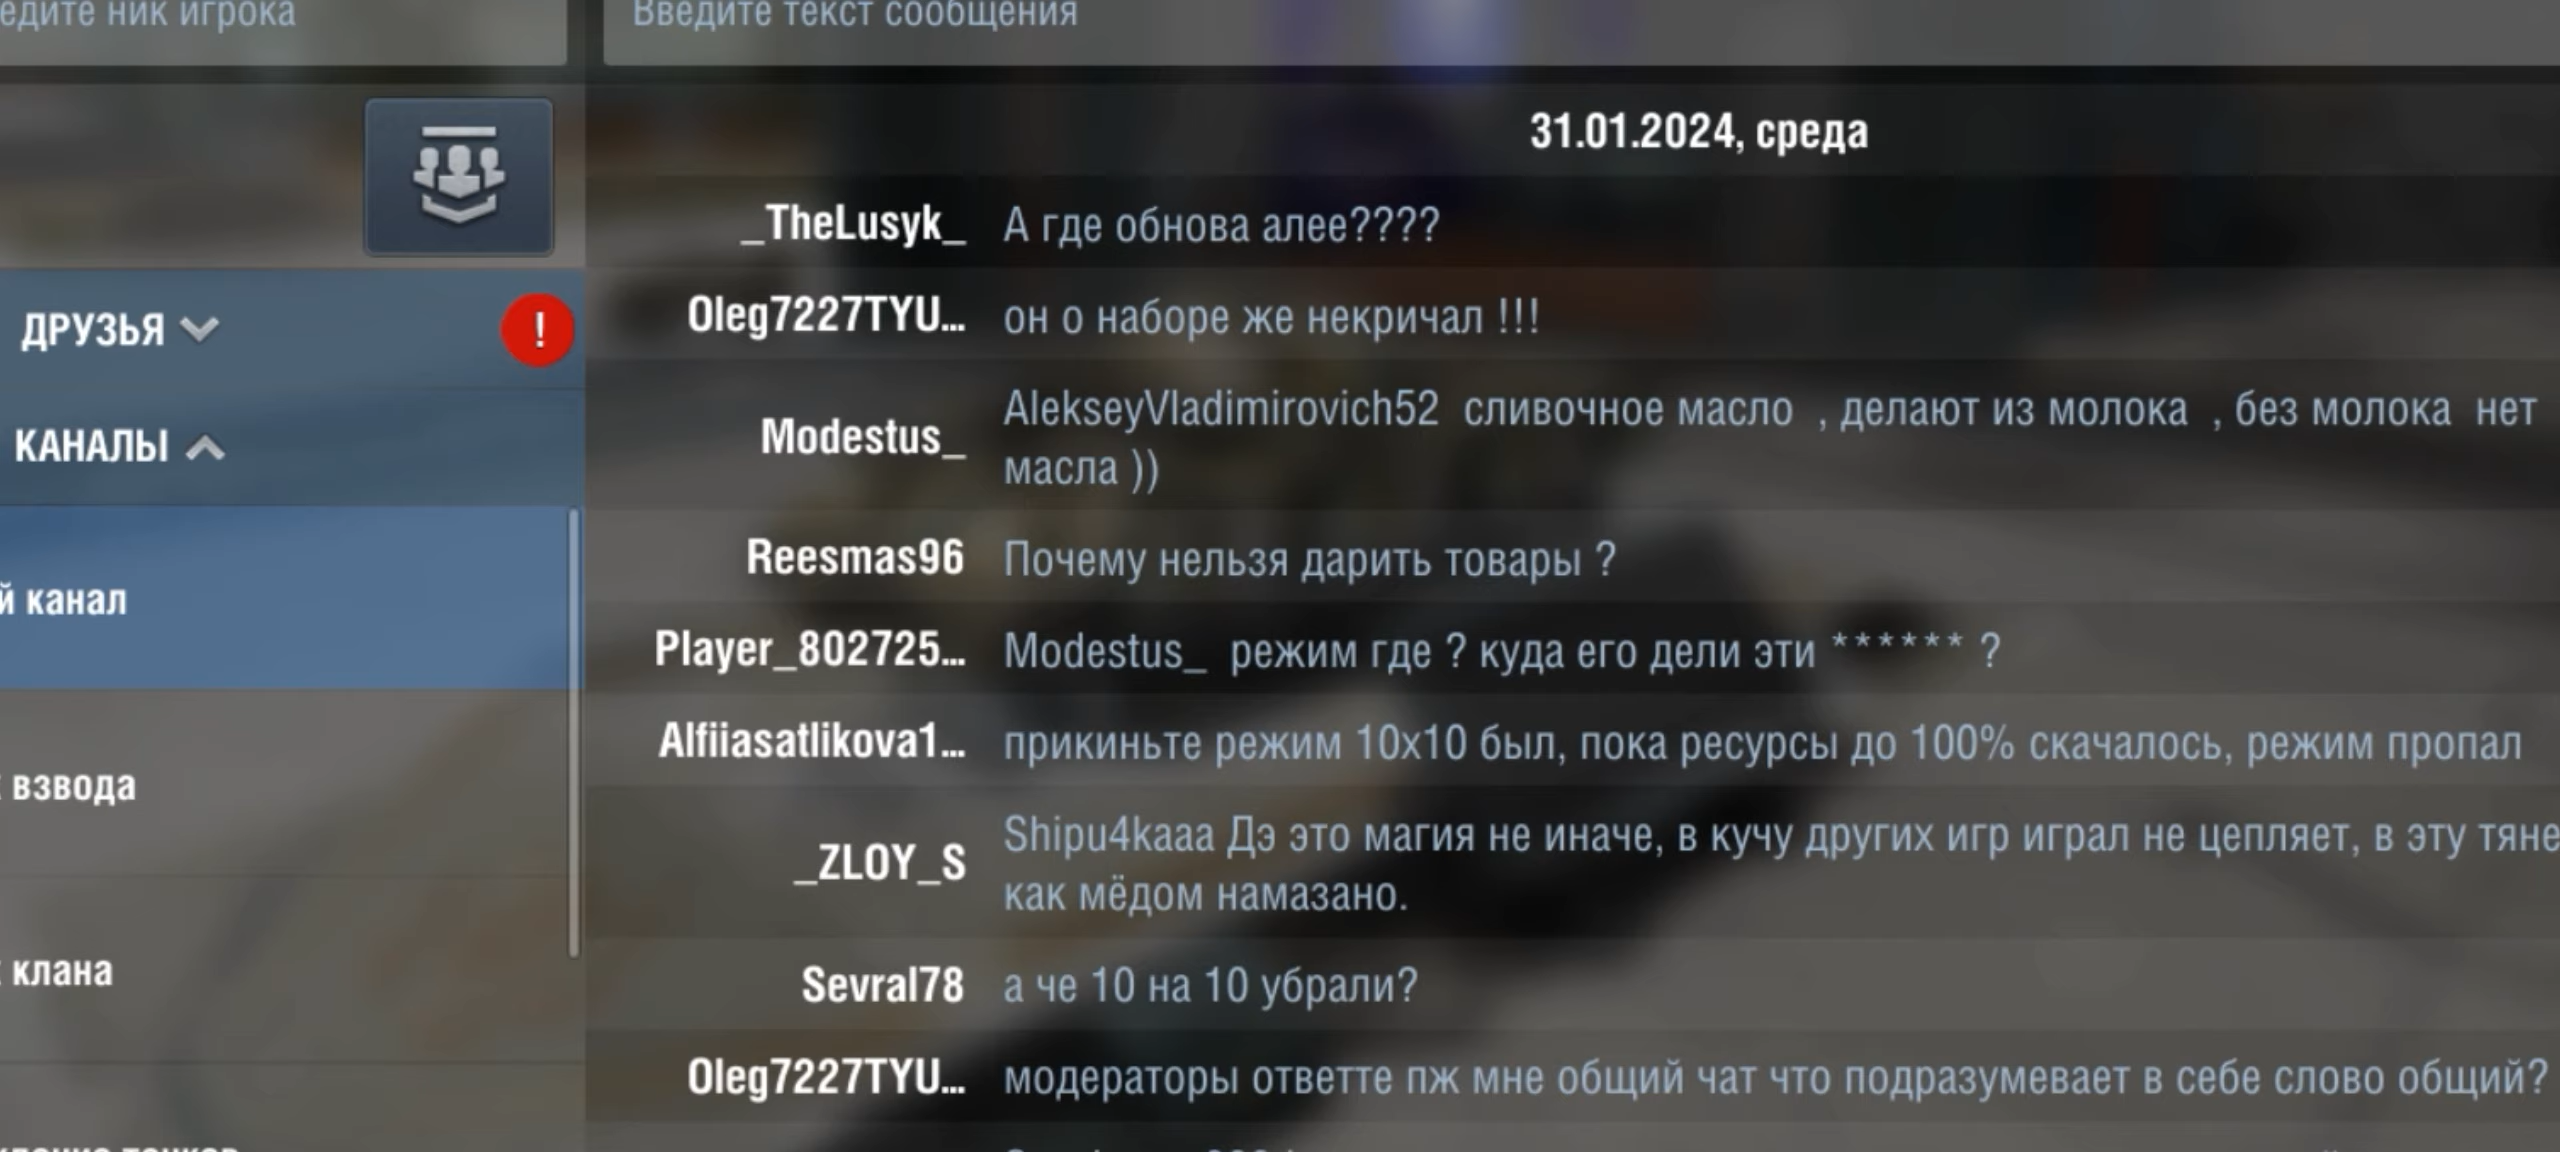 едите ник игрока
Введите текст сообщения
31.01.2024, среда
_TheLusyk_ А где обнова алее????
Oleg7227TYU... он о наборе же некричал !!!
ДРУЗЬЯ
!
Modestus_ AlekseyVladimirovich52 сливочное масло , делают из молока , без молока нет
масла ))
КАНАЛЫ
Reesmas96 Почему нельзя дарить товары ?
й канал
Player_802725... Modestus_ режим где ? куда его дели эти ****** ?
Alfiiasatlikova1... прикиньте режим 10х10 был, пока ресурсы до 100% скачалось, режим пропал
взвода
_ZLOY_S Shipu4kaaa Дэ это магия не иначе, в кучу других игр играл не цепляет, в эту тяне
как мёдом намазано.
клана
Sevral78 а че 10 на 10 убрали?
Oleg7227TYU... модераторы ответте пж мне общий чат что подразумевает в себе слово общий?